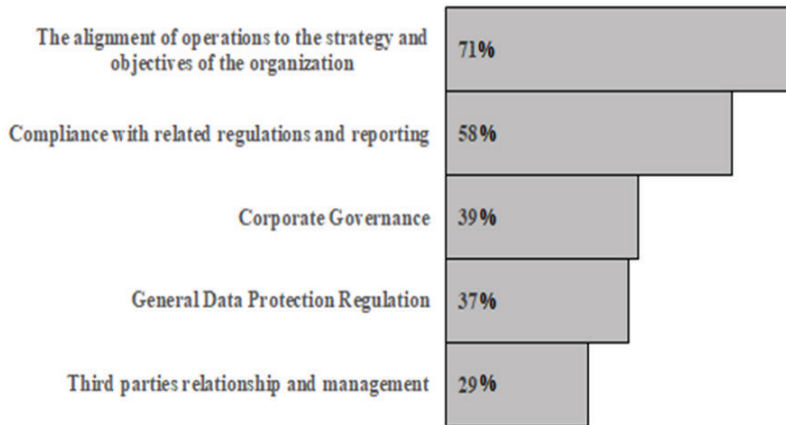 The alignment of operations to the strategy and
objectives of the organization
71%
Compliance with related regulations and reporting
58%
Corporate Governance
39%
General Data Protection Regulation
37%
Third parties relationship and management
29%